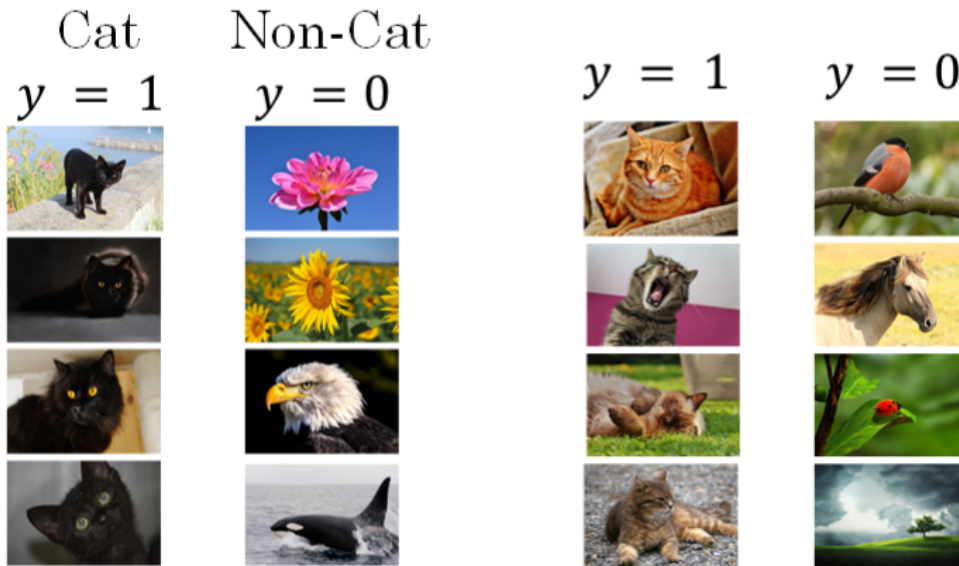 Cat Non-Cat
y = 1 y = 0 y = 1 y = 0